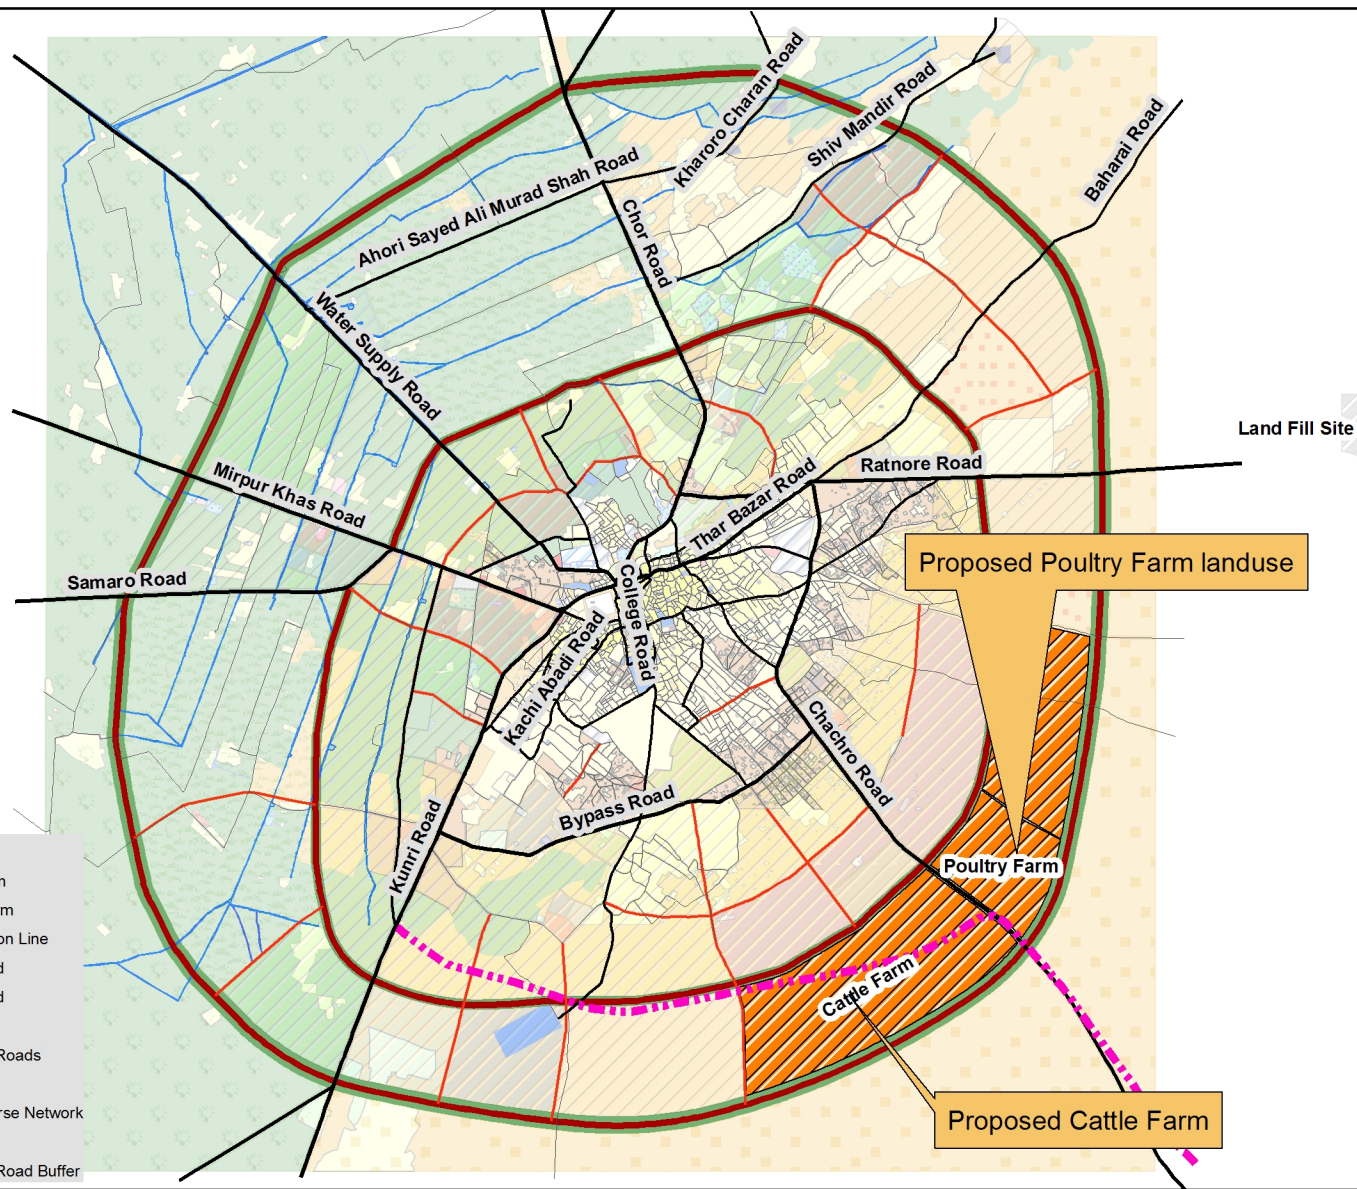 Kharoro Charan Road
Shiv Mandir Road
Baharai Road
Ahori Sayed Ali Murad Shah Road
Chor Road
Water Supply Road
Land Fill Site
Ratnore Road
Thar Bazar Road
Mirpur Khas Road
Proposed Poultry Farm landuse
Samaro Road
College Road
Kachi Abadi Road
Chachro Road
Bypass Road
Kunri Road
Poultry Farm
Cattle Farm
Proposed Cattle Farm
m
m
on Line
d
d
Roads
rse Network
Road Buffer